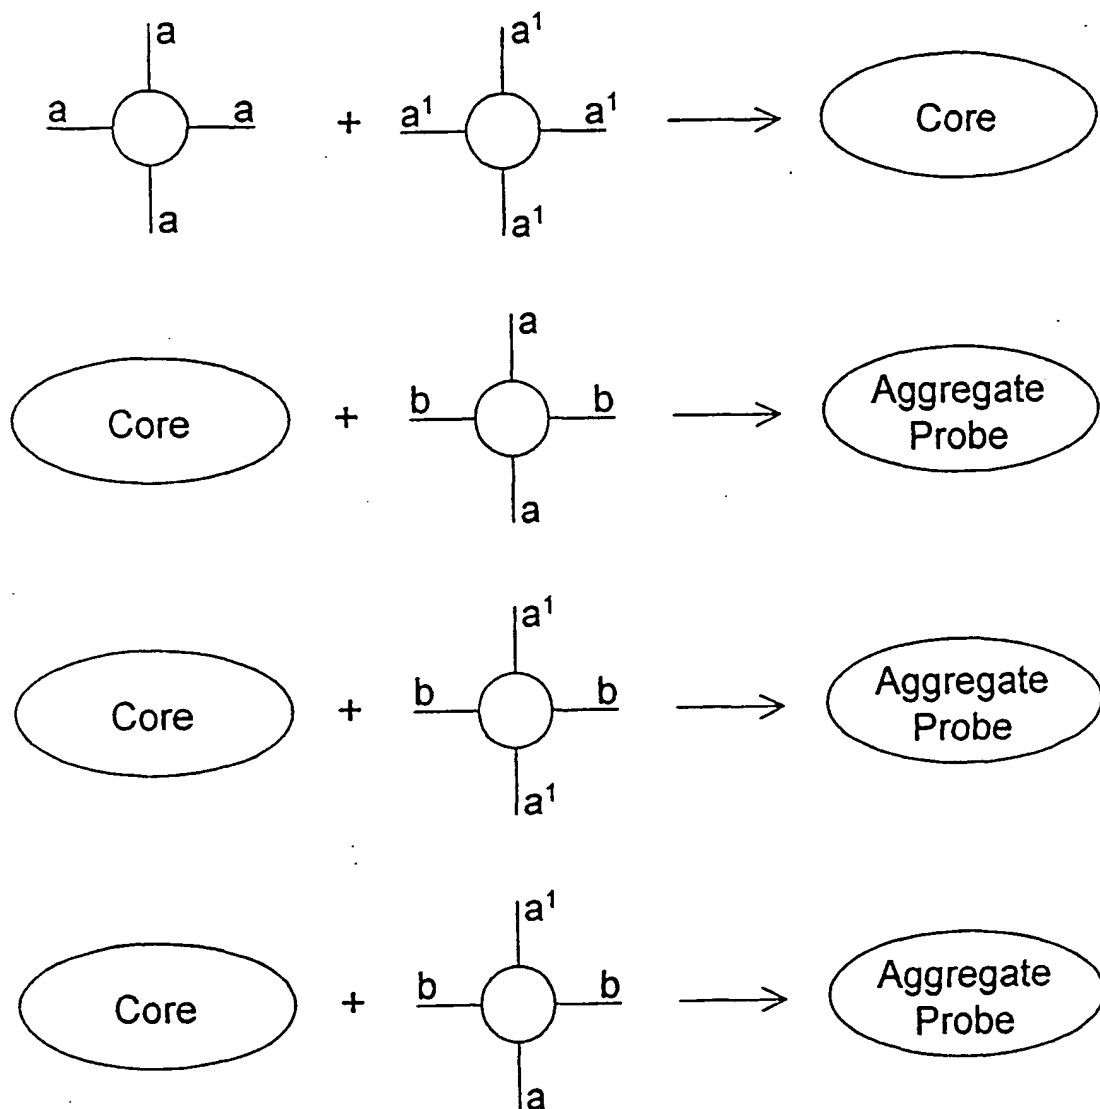 a
a a
a
+
a¹
a¹ a¹
a¹
Core
Core
+
a
b b
a
Aggregate
Probe
Core
+
a¹
b b
a¹
Aggregate
Probe
Core
+
a¹
b b
a
Aggregate
Probe